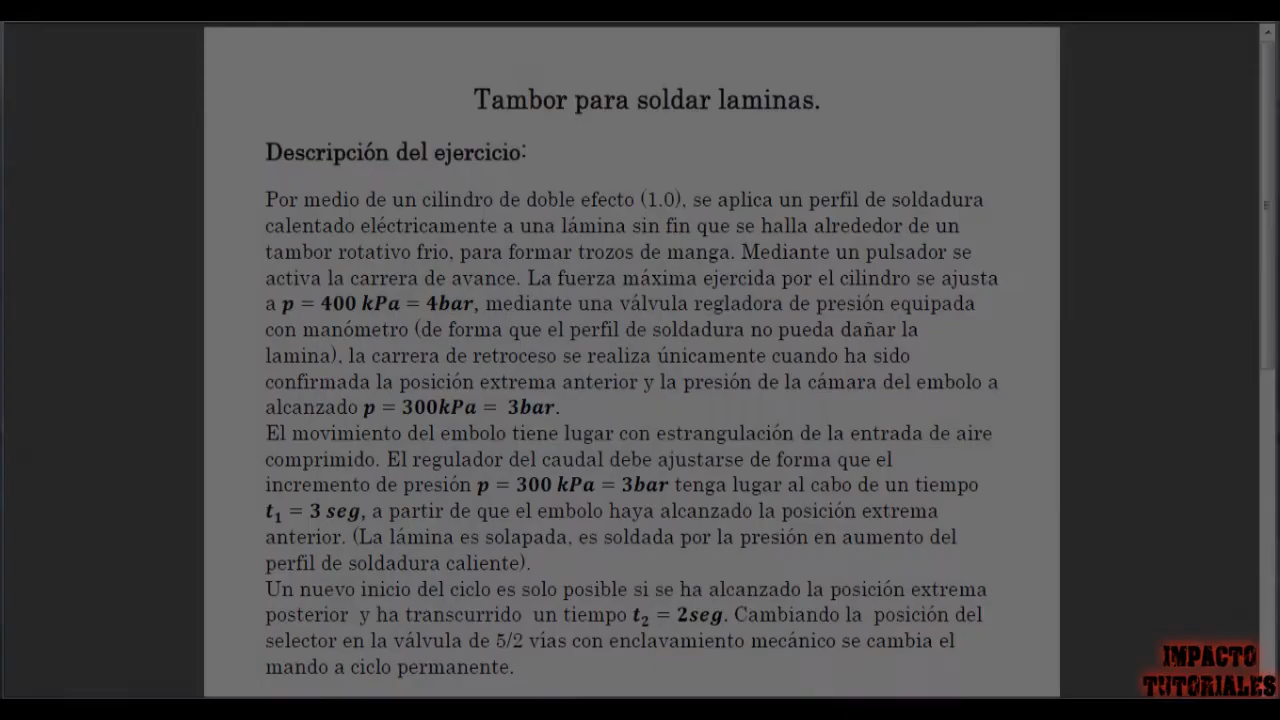 Tambor para soldar laminas.
Descripción del ejercicio:
Por medio de un cilindro de doble efecto (1.0), se aplica un perfil de soldadura
calentado eléctricamente a una lámina sin fin que se halla alrededor de un
tambor rotativo frio, para formar trozos de manga. Mediante un pulsador se
activa la carrera de avance. La fuerza máxima ejercida por el cilindro se ajusta
a p = 400 kPa = 4bar, mediante una válvula regladora de presión equipada
con manómetro (de forma que el perfil de soldadura no pueda dañar la
lamina), la carrera de retroceso se realiza únicamente cuando ha sido
confirmada la posición extrema anterior y la presión de la cámara del embolo a
alcanzado p = 300kPa = 3bar.
El movimiento del embolo tiene lugar con estrangulación de la entrada de aire
comprimido. El regulador del caudal debe ajustarse de forma que el
incremento de presión p = 300 kPa = 3bar tenga lugar al cabo de un tiempo
t₁ = 3 seg, a partir de que el embolo haya alcanzado la posición extrema
anterior. (La lámina es solapada, es soldada por la presión en aumento del
perfil de soldadura caliente).
Un nuevo inicio del ciclo es solo posible si se ha alcanzado la posición extrema
posterior y ha transcurrido un tiempo t₂ = 2seg. Cambiando la posición del
selector en la válvula de 5/2 vías con enclavamiento mecánico se cambia el
mando a ciclo permanente.
IMPACTO
TUTORIALES